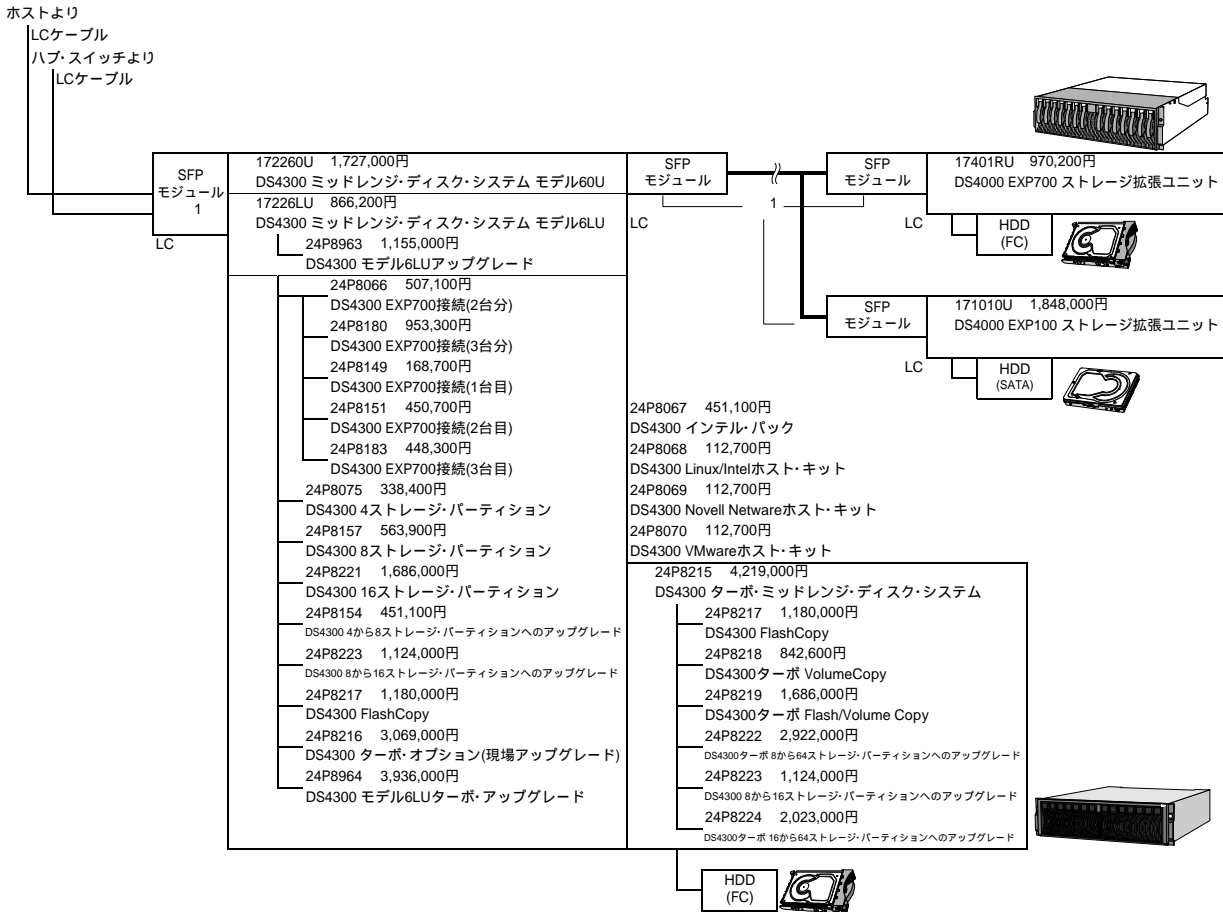 ホストより
LCケーブル
ハブ・スイッチより
LCケーブル
SFP
モジュール
1
LC
172260U 1,727,000円
DS4300 ミッドレンジ・ディスク・システム モデル60U
17226LU 866,200円
DS4300 ミッドレンジ・ディスク・システム モデル6LU
24P8963 1,155,000円
DS4300 モデル6LUアップグレード
24P8066 507,100円
DS4300 EXP700接続(2台分)
24P8180 953,300円
DS4300 EXP700接続(3台分)
24P8149 168,700円
DS4300 EXP700接続(1台目)
24P8151 450,700円
DS4300 EXP700接続(2台目)
24P8183 448,300円
DS4300 EXP700接続(3台目)
24P8075 338,400円
DS4300 4ストレージ・パーティション
24P8157 563,900円
DS4300 8ストレージ・パーティション
24P8221 1,686,000円
DS4300 16ストレージ・パーティション
24P8154 451,100円
DS4300 4から8ストレージ・パーティションへのアップグレード
24P8223 1,124,000円
DS4300 8から16ストレージ・パーティションへのアップグレード
24P8217 1,180,000円
DS4300 FlashCopy
24P8216 3,069,000円
DS4300 ターボ・オプション(現場アップグレード)
24P8964 3,936,000円
DS4300 モデル6LUターボ・アップグレード
SFP
モジュール
LC
1
SFP
モジュール
LC
17401RU 970,200円
DS4000 EXP700 ストレージ拡張ユニット
HDD
(FC)
SFP
モジュール
LC
171010U 1,848,000円
DS4000 EXP100 ストレージ拡張ユニット
HDD
(SATA)
24P8067 451,100円
DS4300 インテル・パック
24P8068 112,700円
DS4300 Linux/Intelホスト・キット
24P8069 112,700円
DS4300 Novell Netwareホスト・キット
24P8070 112,700円
DS4300 VMwareホスト・キット
24P8215 4,219,000円
DS4300 ターボ・ミッドレンジ・ディスク・システム
24P8217 1,180,000円
DS4300 FlashCopy
24P8218 842,600円
DS4300ターボ VolumeCopy
24P8219 1,686,000円
DS4300ターボ Flash/Volume Copy
24P8222 2,922,000円
DS4300ターボ 8から64ストレージ・パーティションへのアップグレード
24P8223 1,124,000円
DS4300 8から16ストレージ・パーティションへのアップグレード
24P8224 2,023,000円
DS4300ターボ 16から64ストレージ・パーティションへのアップグレード
HDD
(FC)